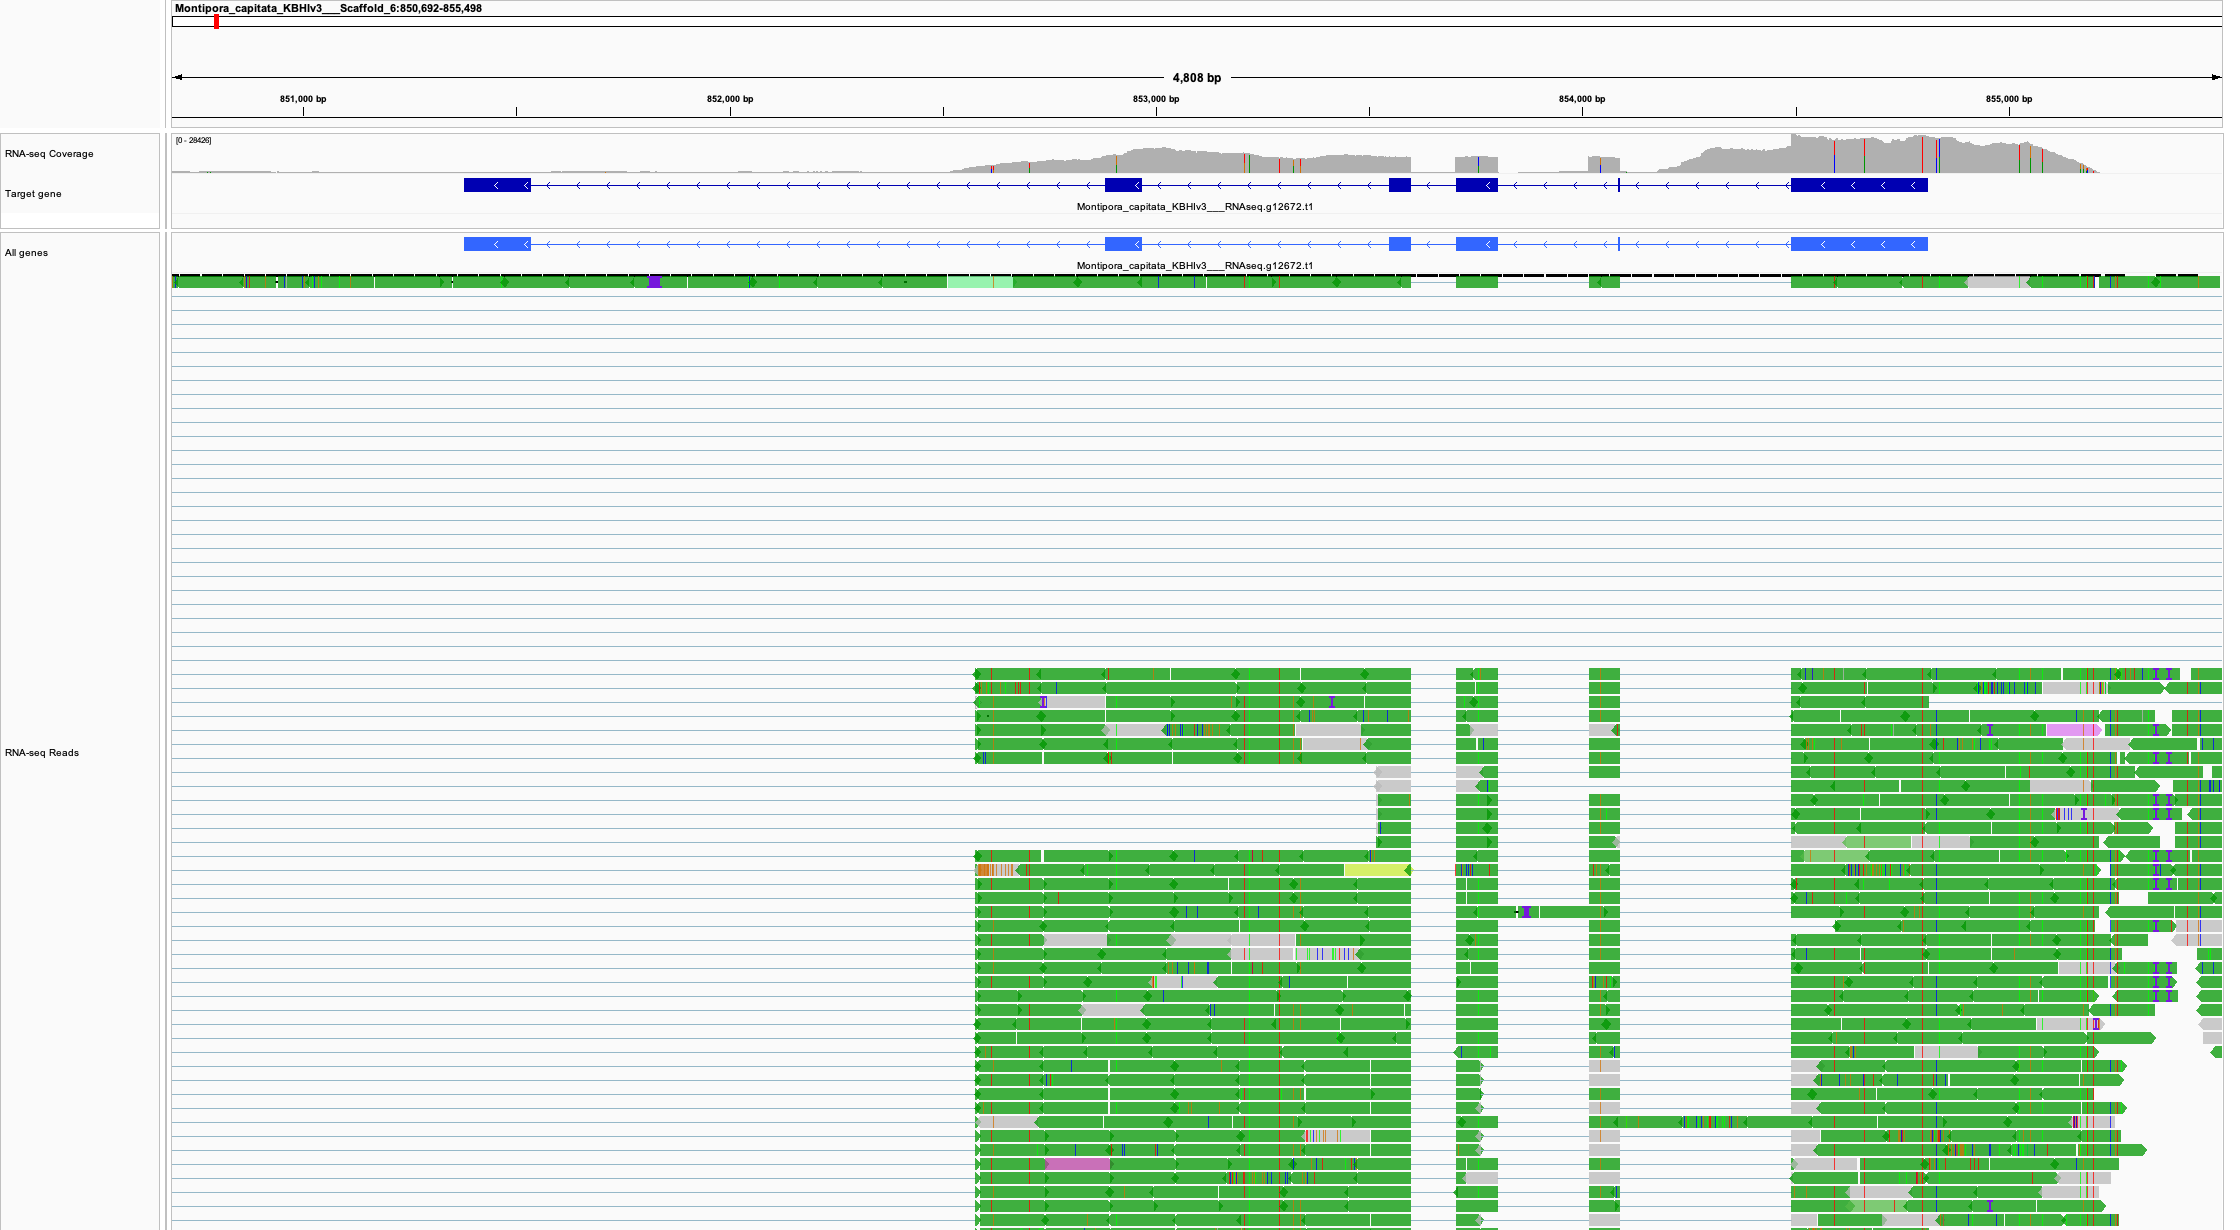 Montipora_capitata_KBHIv3___Scaffold_6:850,692-855,498
4,808 bp
851,000 bp 852,000 bp 853,000 bp 854,000 bp 855,000 bp
[0 - 28426]
RNA-seq Coverage
Target gene
Montipora_capitata_KBHIv3___RNAseq.g12672.t1
All genes
Montipora_capitata_KBHIv3___RNAseq.g12672.t1
RNA-seq Reads